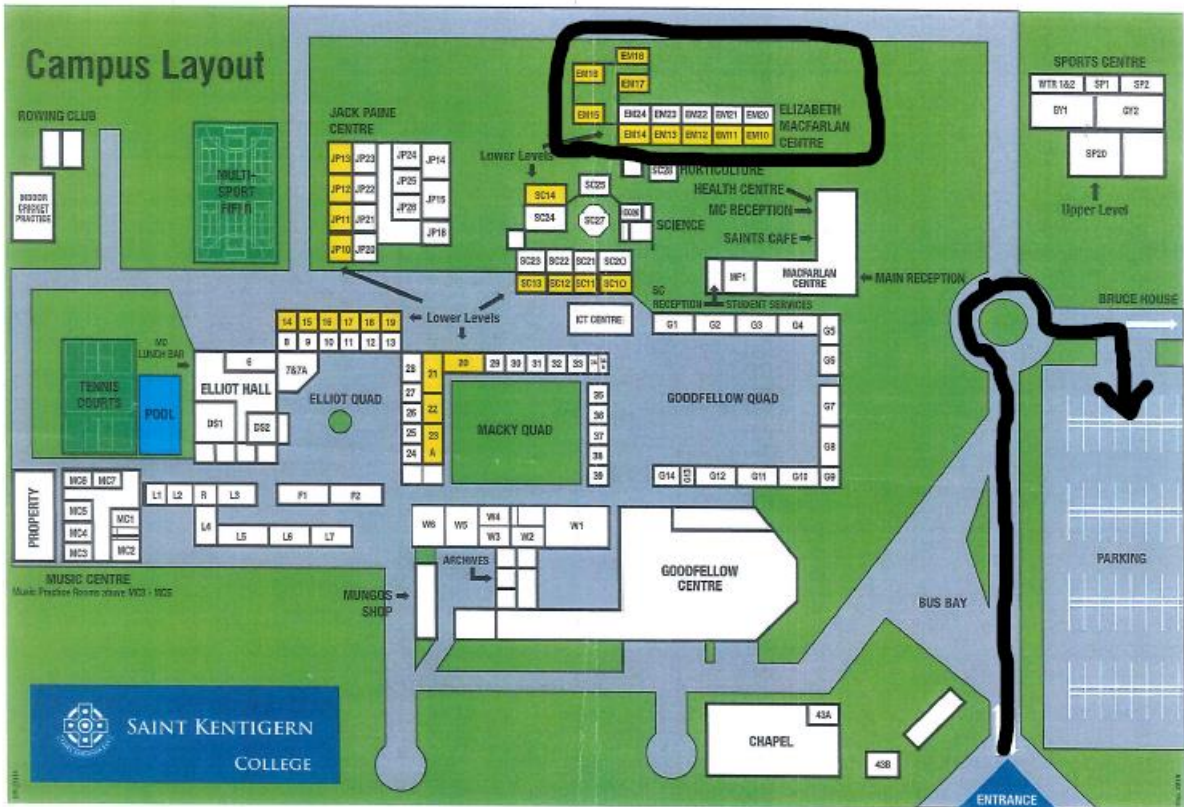 Campus Layout
ROWING CLUB
INDOOR
CRICKET
PRACTICE
MULTI-
SPORT
JACK PAINE
CENTRE
JP13 JP23 JP24 JP14
JP12 JP22 JP25 JP15
JP11 JP21 JP26
JP10 JP20 JP16
Lower Levels
EM16
EM18
EM17
EM15
EM24 EM23 EM22 EM21 EM20
EM14 EM13 EM12 EM11 EM10
ELIZABETH
MACFARLAN
CENTRE
SC14
SC24
SC25
SC27
SC28
HORTICULTURE
SCIENCE
SC23 SC22 SC21 SC20
SC13 SC12 SC11 SC10
HEALTH CENTRE
MC RECEPTION
SAINTS CAFE
MF1
MACFARLAN
CENTRE
MAIN RECEPTION
SC
RECEPTION
STUDENT SERVICES
SPORTS CENTRE
WTR 1&2 SP1 SP2
GY1 GY2
SP20
Upper Level
BRUCE HOUSE
Lower Levels
ICT CENTRE
14 15 16 17 18 19
8 9 10 11 12 13
MC
LUNCH BAR
6
7&7A
ELLIOT HALL
DS1
DS2
TENNIS
COURTS
POOL
ELLIOT QUAD
28
27
26
25
24
21
22
23
A
20 29 30 31 32 33
MACKY QUAD
35
36
37
38
39
G1 G2 G3 G4 G5
G6
G7
G8
G9
GOODFELLOW QUAD
G14 G12 G11 G10
PROPERTY
MC6 MC7
MC5
MC4
MC3
MC1
MC2
MUSIC CENTRE
Music Practice Rooms above MC3 - MC5
L1 L2 R L3
L4
L5 L6 L7
F1 F2
W6 W5 W4
W3 W2
W1
ARCHIVES
MUNGOS
SHOP
GOODFELLOW
CENTRE
BUS BAY
PARKING
CHAPEL
43A
43B
ENTRANCE
SAINT KENTIGERN
COLLEGE